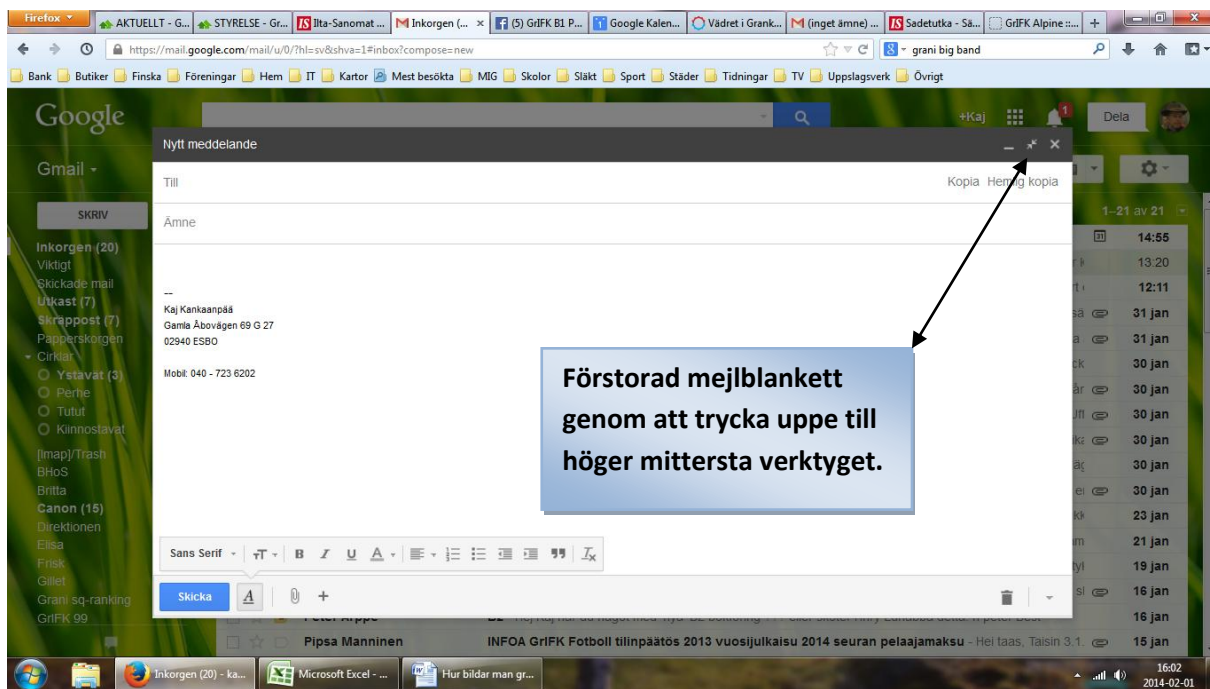 Firefox
AKTUELLT - G...
STYRELSE - Gr...
Ilta-Sanomat ...
Inkorgen (...
(5) GrIFK B1 P...
Google Kalen...
Vädret i Grank...
(inget ämne) ...
Sadetutka - Sä...
GrIFK Alpine ::...
https://mail.google.com/mail/u/0/?hl=sv&shva=1#inbox?compose=new
grani big band
Bank Butiker Finska Föreningar Hem IT Kartor Mest besökta MIG Skolor Släkt Sport Städer Tidningar TV Uppslagsverk Övrigt
Google
+Kaj
1
Dela
Gmail
Nytt meddelande
Till
Kopia Hemlig kopia
SKRIV
Ämne
1–21 av 21
Inkorgen (20)
Viktigt
Skickade mail
Utkast (7)
Skräppost (7)
Papperskorgen
Cirklar
Ystävat (3)
Perhe
Tutut
Kiinnostavat
[Imap]/Trash
BHoS
Britta
Canon (15)
Direktionen
Elisa
Frisk
Gillet
Grani sq-ranking
GrIFK 99
--
Kaj Kankaanpää
Gamla Åbovägen 69 G 27
02940 ESBO
Mobil: 040 - 723 6202
Förstorad mejlblankett
genom att trycka uppe till
höger mittersta verktyget.
31 14:55
13:20
12:11
31 jan
31 jan
30 jan
30 jan
30 jan
30 jan
30 jan
30 jan
23 jan
21 jan
19 jan
16 jan
16 jan
Sans Serif
B I U A
Skicka A
Pipsa Manninen INFOA GrIFK Fotboll tilinpäätös 2013 vuosijulkaisu 2014 seuran pelaajamaksu - Hei taas, Taisin 3.1. 15 jan
Inkorgen (20) - ka...
Microsoft Excel - ...
Hur bildar man gr...
16:02
2014-02-01